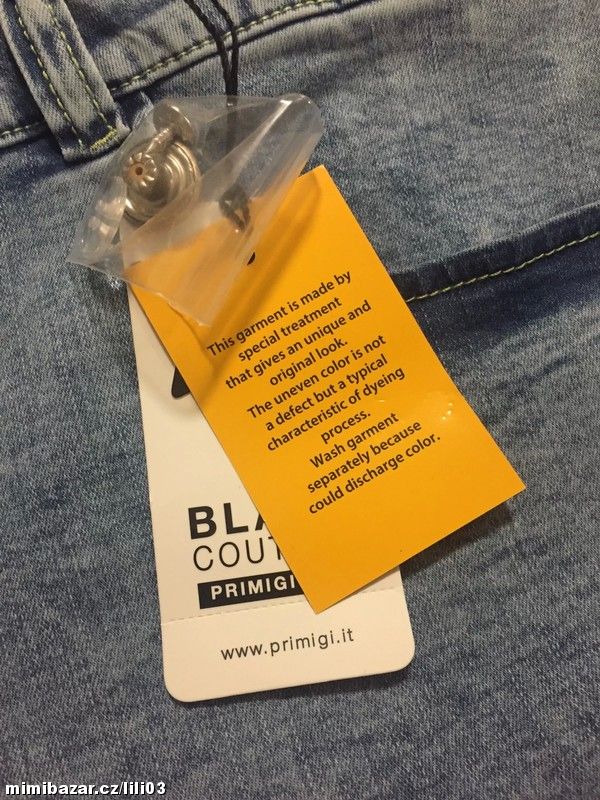 This garment is made by
special treatment
that gives an unique and
original look.
The uneven color is not
a defect but a typical
characteristic of dyeing
process.
Wash garment
separately because
could discharge color.
PRIMIGI
www.primigi.it
mimibazar.cz/lili03